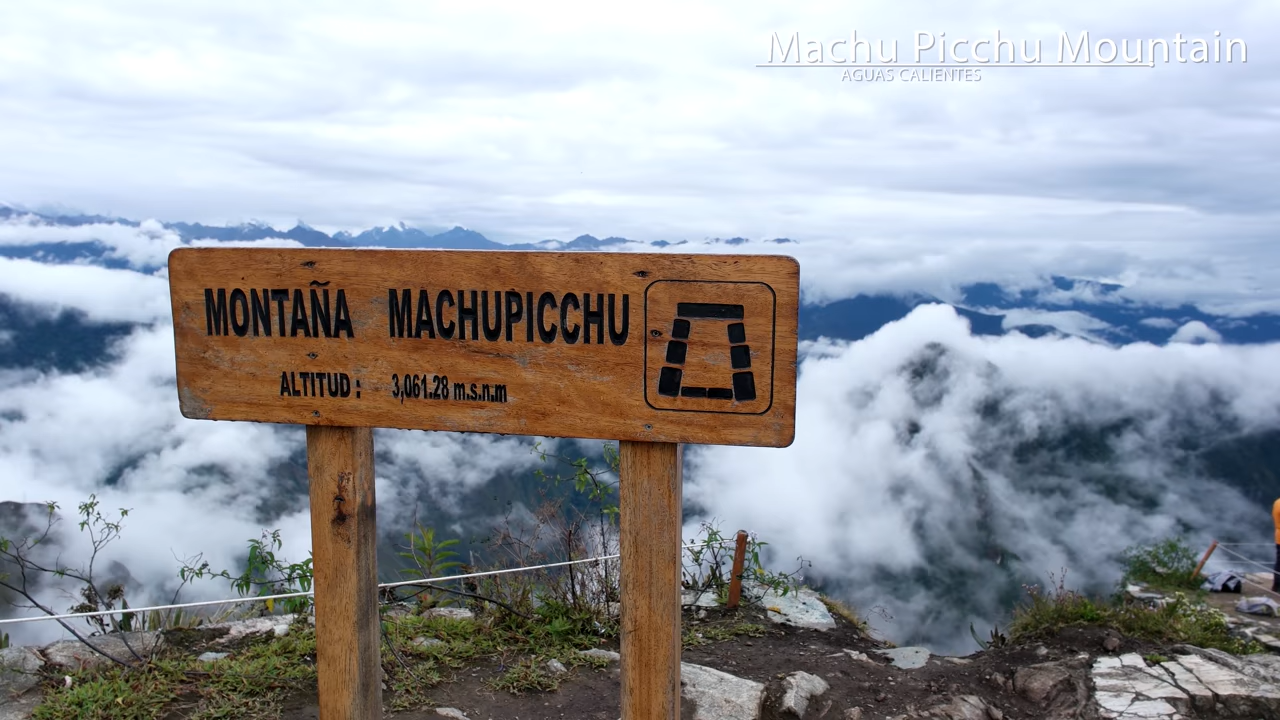 Machu Picchu Mountain
AGUAS CALIENTES
MONTAÑA MACHUPICCHU
ALTITUD : 3,061.28 m.s.n.m